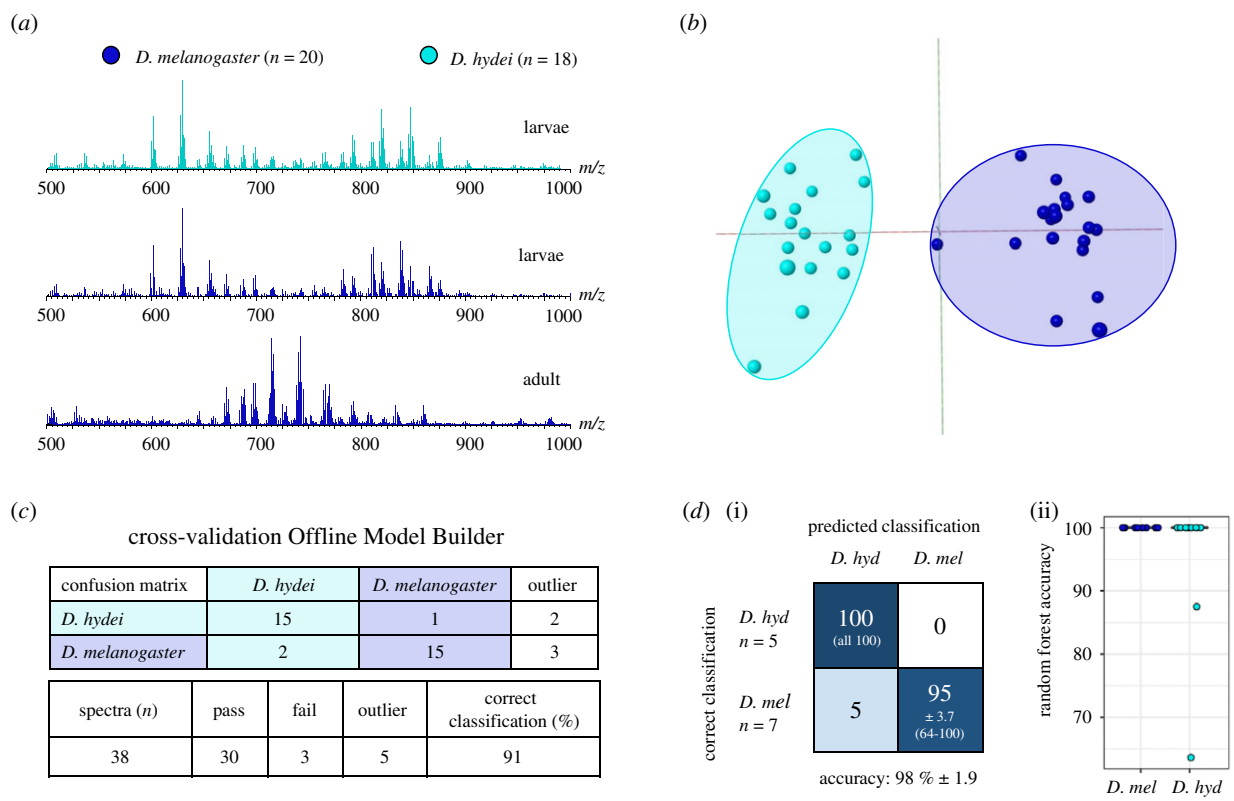 (a)
D. melanogaster (n = 20)
D. hydei (n = 18)
larvae
m/z
500 600 700 800 900 1000
larvae
m/z
500 600 700 800 900 1000
adult
m/z
500 600 700 800 900 1000
(b)
(c)
cross-validation Offline Model Builder
confusion matrix D. hydei D. melanogaster outlier
D. hydei 15 1 2
D. melanogaster 2 15 3
spectra (n) pass fail outlier correct
classification (%)
38 30 3 5 91
(d) (i)
predicted classification
D. hyd D. mel
correct classification
D. hyd
n = 5
100
(all 100)
0
D. mel
n = 7
5
95
± 3.7
(64-100)
accuracy: 98 % ± 1.9
(ii)
random forest accuracy
100
90
80
70
D. mel D. hyd